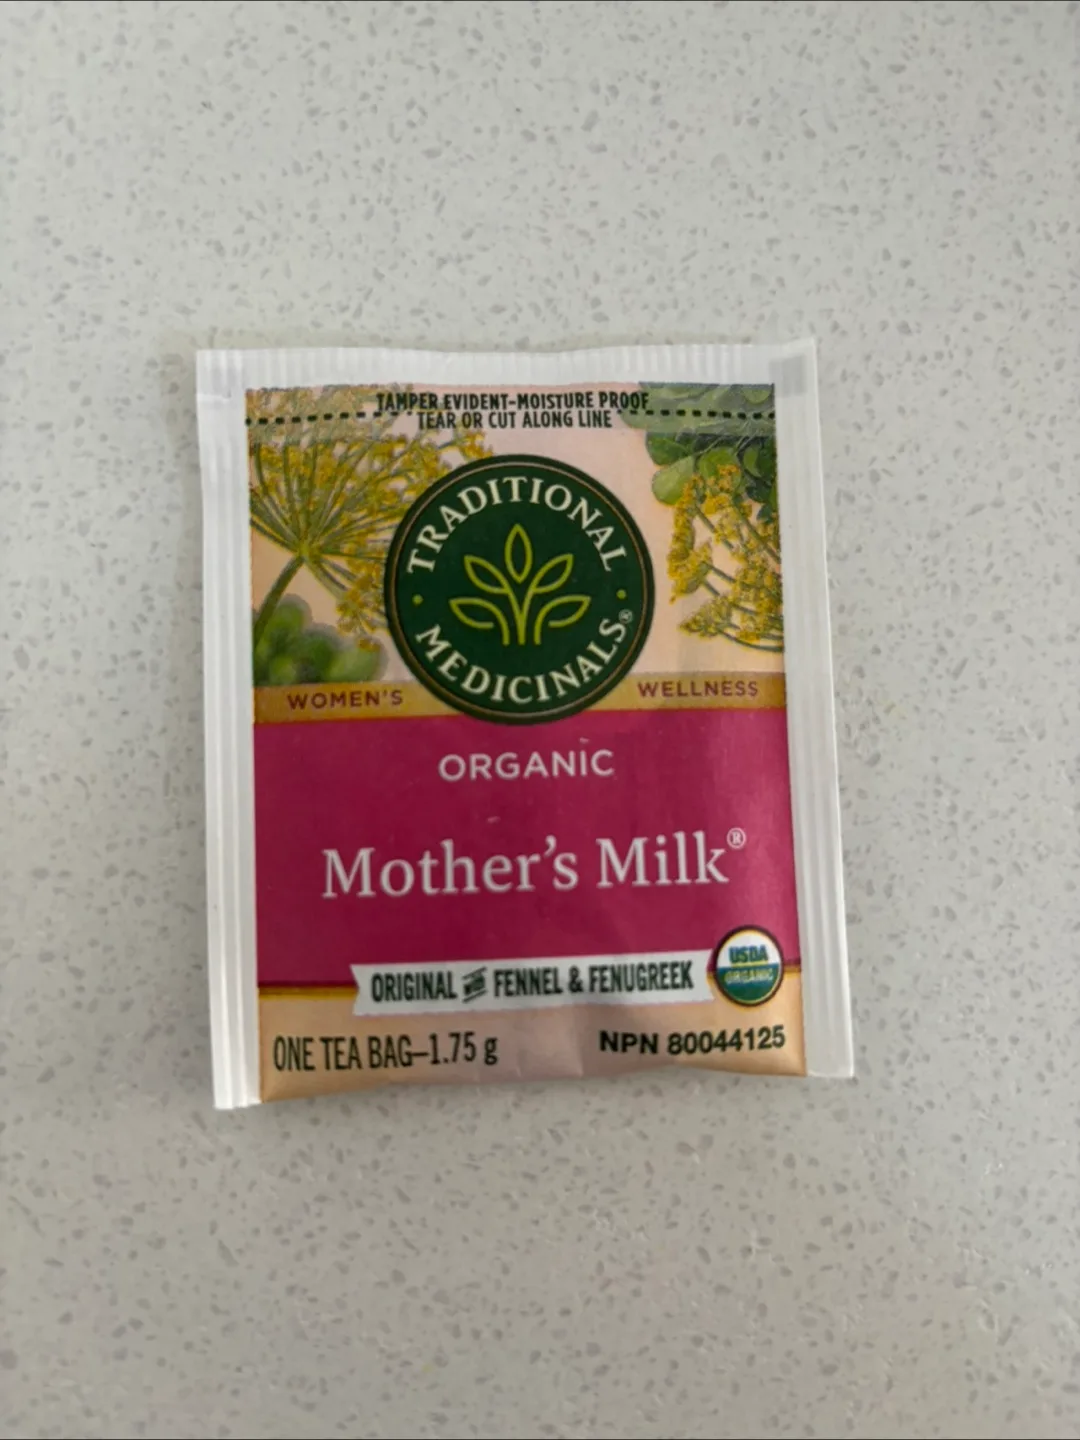 TAMPER EVIDENT-MOISTURE PROOF
TEAR OR CUT ALONG LINE
TRADITIONAL
MEDICINALS®
WOMEN'S WELLNESS
ORGANIC
Mother's Milk®
ORIGINAL with FENNEL & FENUGREEK
USDA
ORGANIC
ONE TEA BAG–1.75 g
NPN 80044125